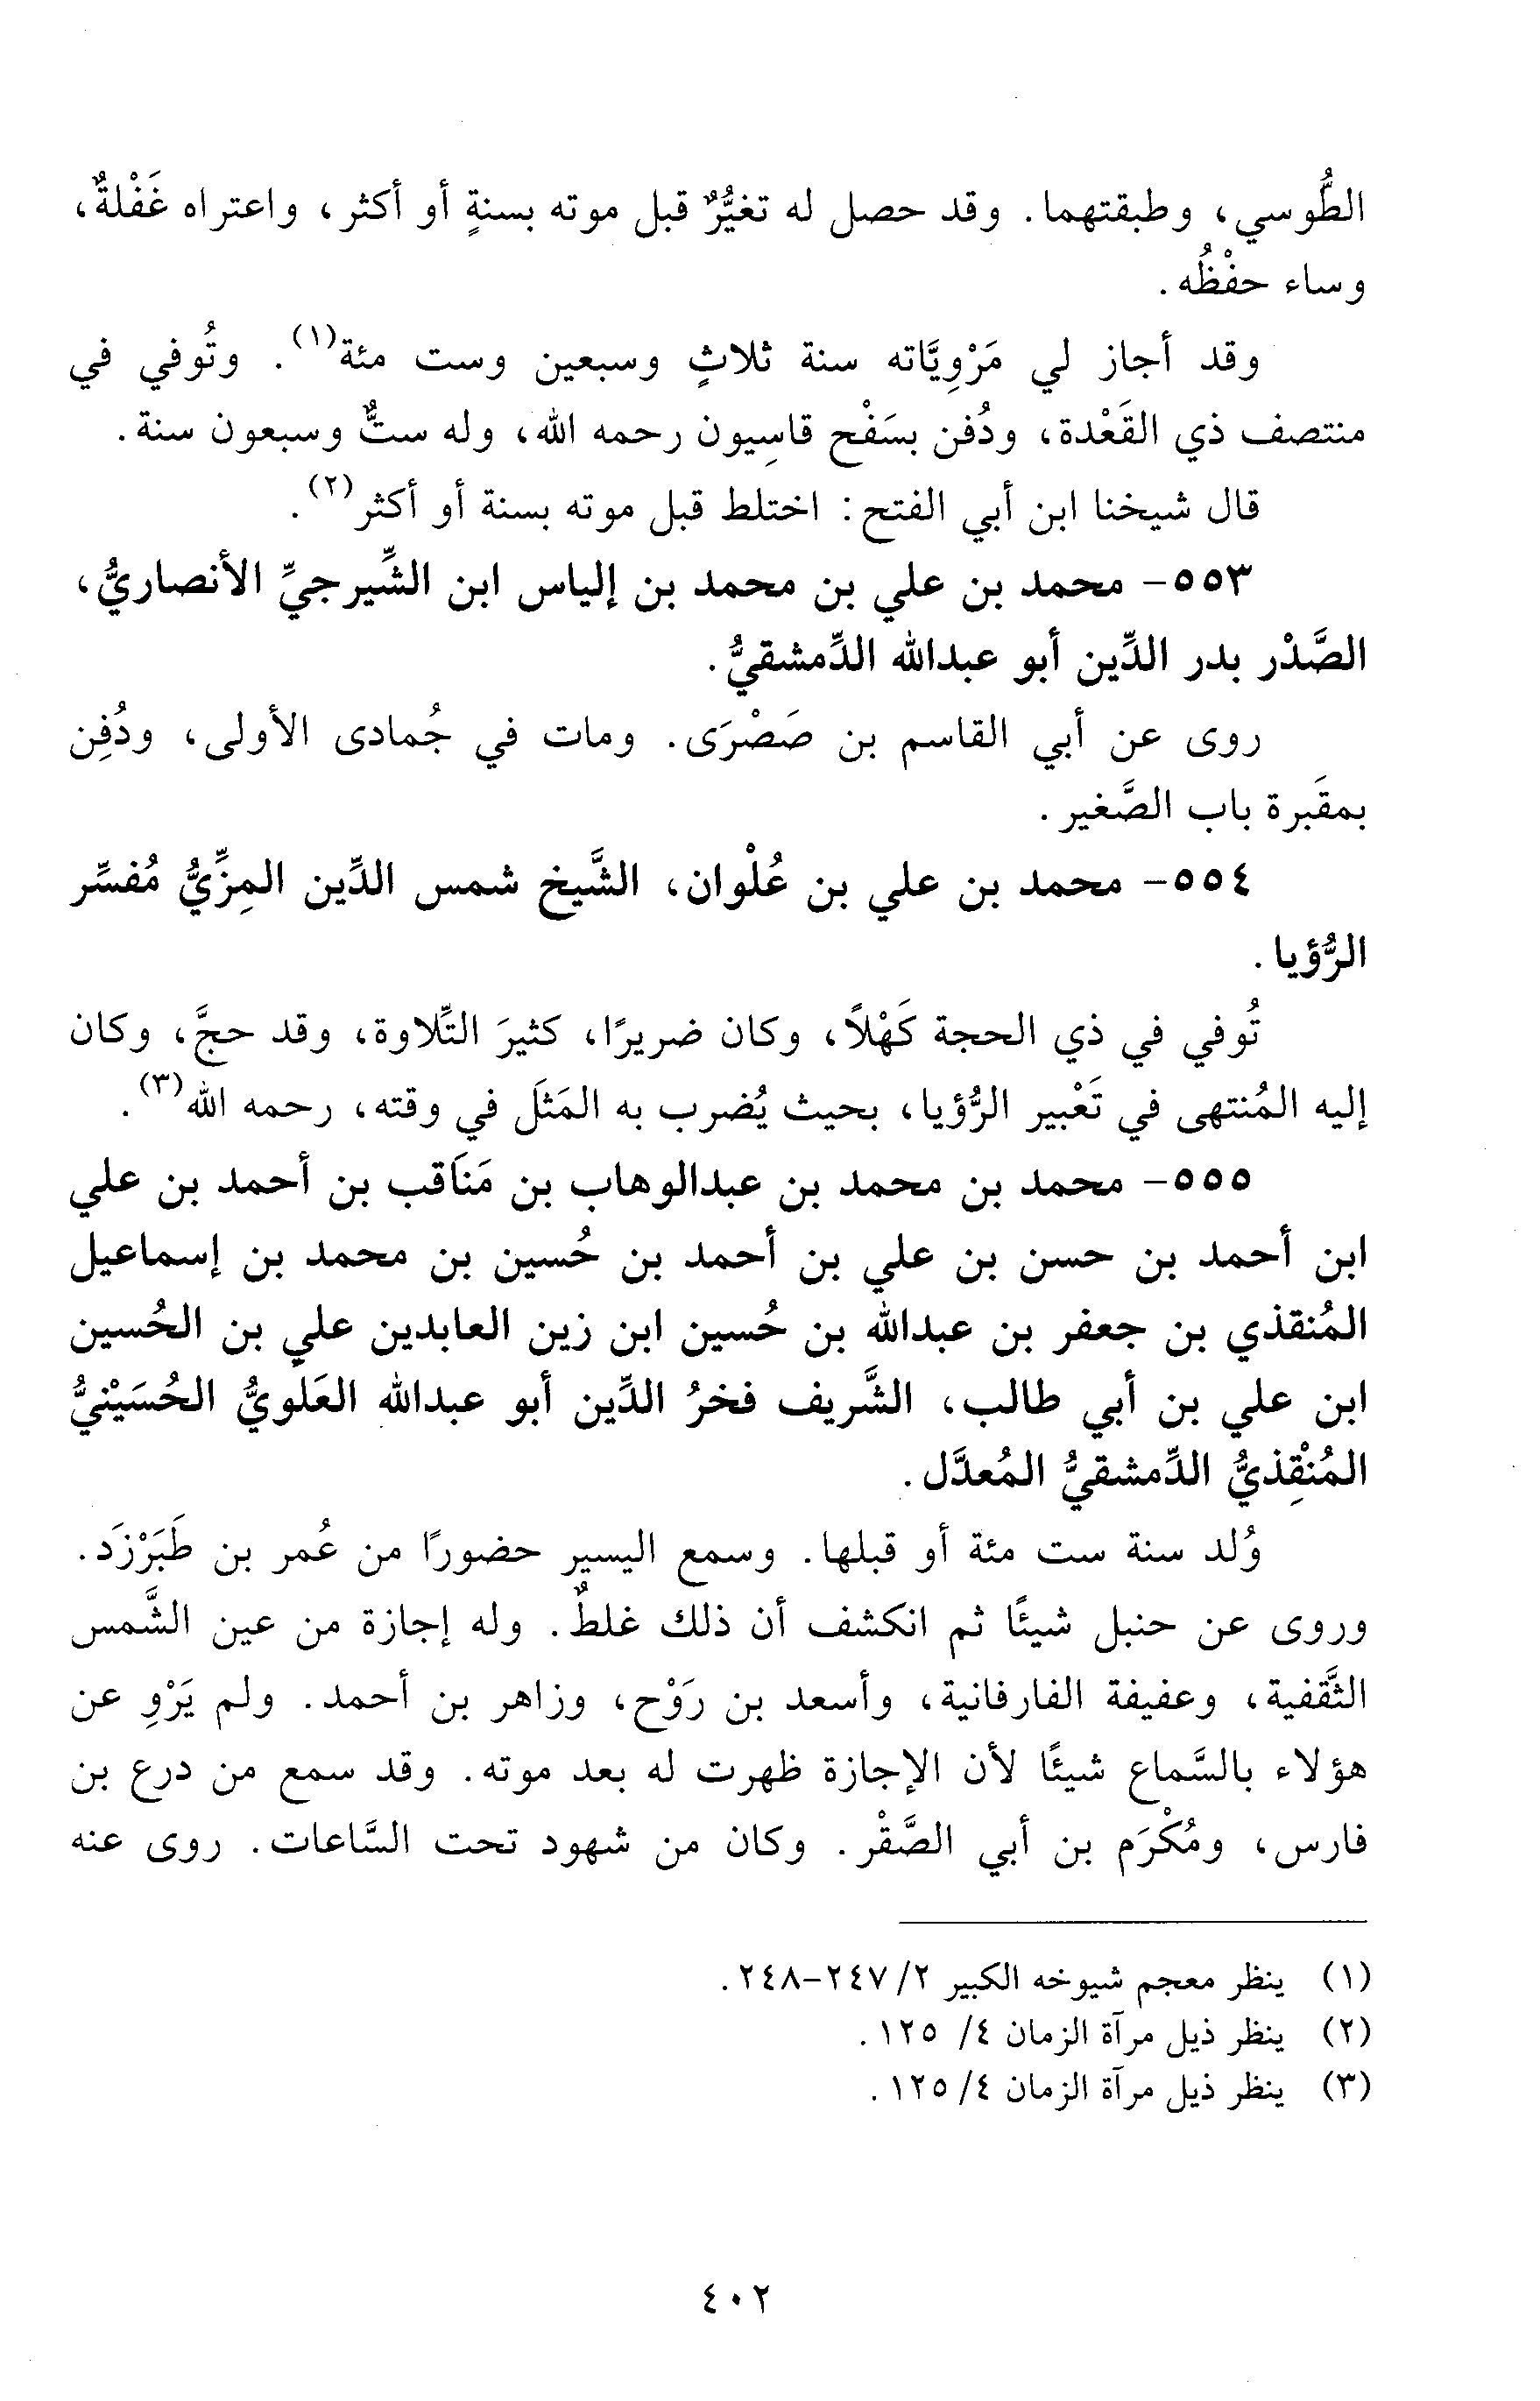 الطُّوسي، وطبقتهما. وقد حصل له تغيُّرٌ قبل موته بسنةٍ أو أكثر، واعتراه غَفْلةٌ،
وساء حفْظُه.
وقد أجاز لي مَرْوِيَّاته سنة ثلاثٍ وسبعين وست مئة(١). وتُوفي في
منتصف ذي القَعْدة، ودُفن بسَفْح قاسِيون رحمه الله، وله ستٌّ وسبعون سنة.
قال شيخنا ابن أبي الفتح: اختلط قبل موته بسنة أو أكثر(٢).
٥٥٣- محمد بن علي بن محمد بن إلياس ابن الشِّيرجيِّ الأنصاريُّ،
الصَّدْر بدر الدِّين أبو عبدالله الدِّمشقيُّ.
روى عن أبي القاسم بن صَصْرَى. ومات في جُمادى الأولى، ودُفِن
بمقَبرة باب الصَّغير.
٥٥٤- محمد بن علي بن عُلْوان، الشَّيخ شمس الدِّين المِزِّيُّ مُفسِّر
الرُّؤيا.
تُوفي في ذي الحجة كَهْلاً، وكان ضريرًا، كثيرَ التِّلاوة، وقد حجَّ، وكان
إليه المُنتهى في تَعْبير الرُّؤيا، بحيث يُضرب به المَثَل في وقته، رحمه الله(٣).
٥٥٥- محمد بن محمد بن عبدالوهاب بن مَنَاقب بن أحمد بن علي
ابن أحمد بن حسن بن علي بن أحمد بن حُسين بن محمد بن إسماعيل
المُنقذي بن جعفر بن عبدالله بن حُسين ابن زين العابدين علي بن الحُسين
ابن علي بن أبي طالب، الشَّريف فخرُ الدِّين أبو عبدالله العَلَويُّ الحُسَيْنيُّ
المُنْقِذيُّ الدِّمشقيُّ المُعدَّل.
وُلد سنة ست مئة أو قبلها. وسمع اليسير حضورًا من عُمر بن طَبَرْزَد.
وروى عن حنبل شيئًا ثم انكشف أن ذلك غلطٌ. وله إجازة من عين الشَّمس
الثَّقفية، وعفيفة الفارفانية، وأسعد بن رَوْح، وزاهر بن أحمد. ولم يَرْوِ عن
هؤلاء بالسَّماع شيئًا لأن الإجازة ظهرت له بعد موته. وقد سمع من درع بن
فارس، ومُكْرَم بن أبي الصَّقْر. وكان من شهود تحت السَّاعات. روى عنه
(١) ينظر معجم شيوخه الكبير ٢/ ٢٤٧-٢٤٨.
(٢) ينظر ذيل مرآة الزمان ٤/ ١٢٥.
(٣) ينظر ذيل مرآة الزمان ٤/ ١٢٥.
٤٠٢